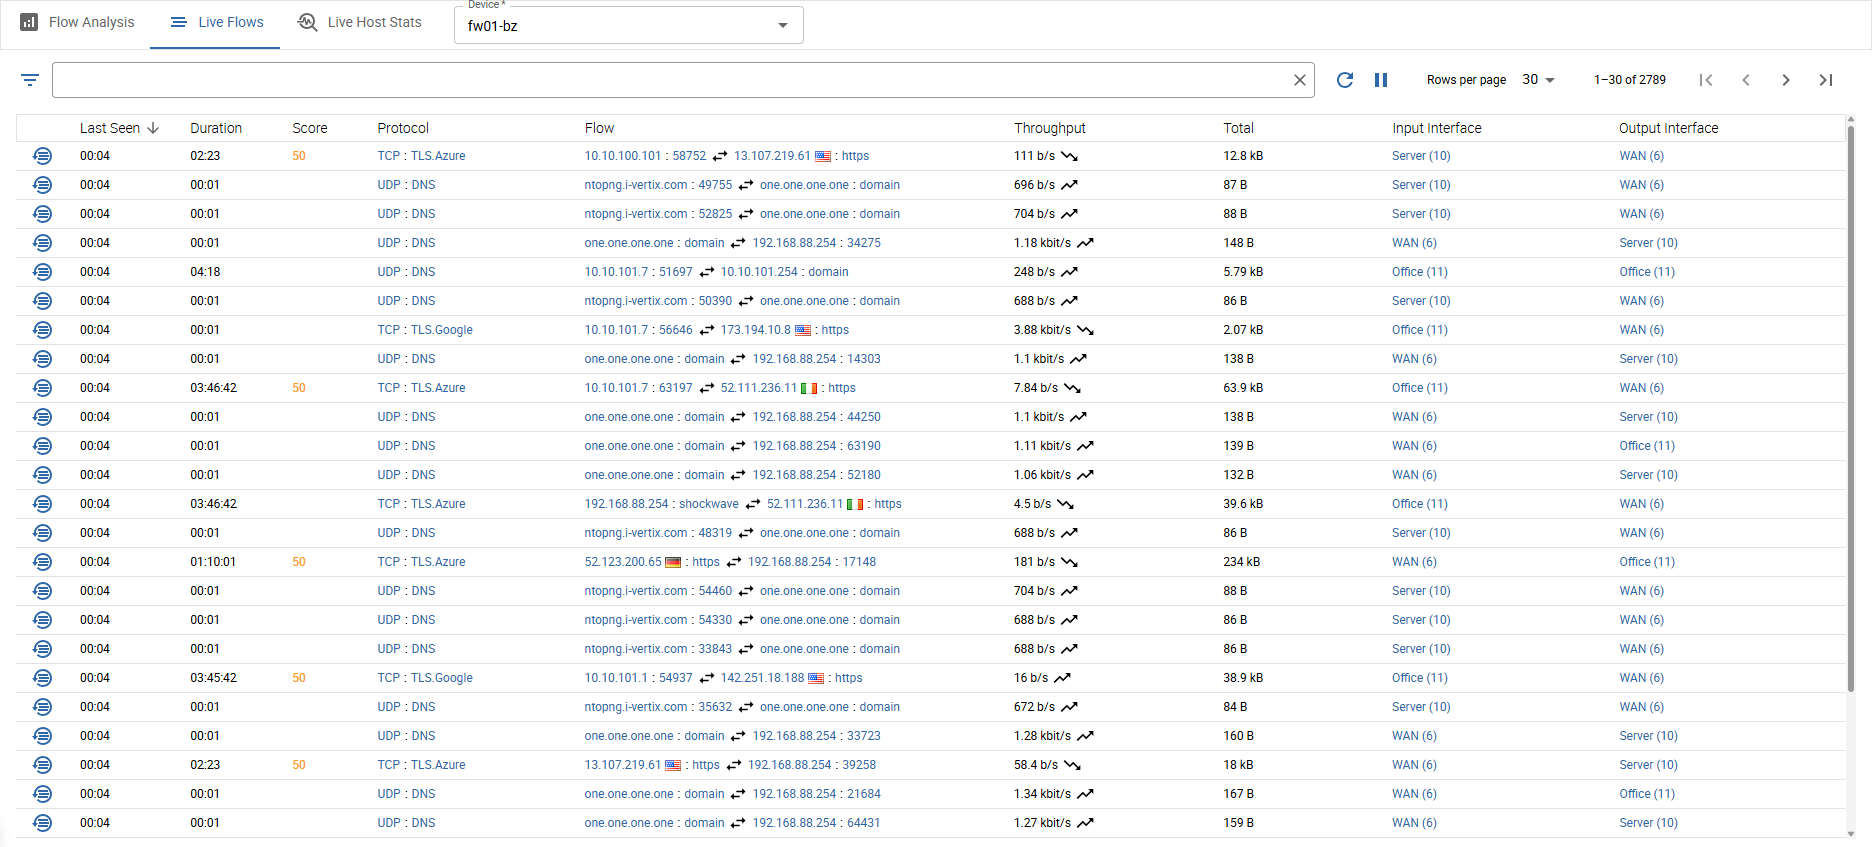 Flow Analysis Live Flows Live Host Stats Device * fw01-bz
Rows per page 30 1–30 of 2789
Last Seen Duration Score Protocol Flow Throughput Total Input Interface Output Interface
00:04 02:23 50 TCP : TLS.Azure 10.10.100.101 : 58752 13.107.219.61 : https 111 b/s 12.8 kB Server (10) WAN (6)
00:04 00:01 UDP : DNS ntopng.i-vertix.com : 49755 one.one.one.one : domain 696 b/s 87 B Server (10) WAN (6)
00:04 00:01 UDP : DNS ntopng.i-vertix.com : 52825 one.one.one.one : domain 704 b/s 88 B Server (10) WAN (6)
00:04 00:01 UDP : DNS one.one.one.one : domain 192.168.88.254 : 34275 1.18 kbit/s 148 B WAN (6) Server (10)
00:04 04:18 UDP : DNS 10.10.101.7 : 51697 10.10.101.254 : domain 248 b/s 5.79 kB Office (11) Office (11)
00:04 00:01 UDP : DNS ntopng.i-vertix.com : 50390 one.one.one.one : domain 688 b/s 86 B Server (10) WAN (6)
00:04 00:01 TCP : TLS.Google 10.10.101.7 : 56646 173.194.10.8 : https 3.88 kbit/s 2.07 kB Office (11) WAN (6)
00:04 00:01 UDP : DNS one.one.one.one : domain 192.168.88.254 : 14303 1.1 kbit/s 138 B WAN (6) Server (10)
00:04 03:46:42 50 TCP : TLS.Azure 10.10.101.7 : 63197 52.111.236.11 : https 7.84 b/s 63.9 kB Office (11) WAN (6)
00:04 00:01 UDP : DNS one.one.one.one : domain 192.168.88.254 : 44250 1.1 kbit/s 138 B WAN (6) Server (10)
00:04 00:01 UDP : DNS one.one.one.one : domain 192.168.88.254 : 63190 1.11 kbit/s 139 B WAN (6) Office (11)
00:04 00:01 UDP : DNS one.one.one.one : domain 192.168.88.254 : 52180 1.06 kbit/s 132 B WAN (6) Server (10)
00:04 03:46:42 TCP : TLS.Azure 192.168.88.254 : shockwave 52.111.236.11 : https 4.5 b/s 39.6 kB Office (11) WAN (6)
00:04 00:01 UDP : DNS ntopng.i-vertix.com : 48319 one.one.one.one : domain 688 b/s 86 B Server (10) WAN (6)
00:04 01:10:01 50 TCP : TLS.Azure 52.123.200.65 : https 192.168.88.254 : 17148 181 b/s 234 kB WAN (6) Office (11)
00:04 00:01 UDP : DNS ntopng.i-vertix.com : 54460 one.one.one.one : domain 704 b/s 88 B Server (10) WAN (6)
00:04 00:01 UDP : DNS ntopng.i-vertix.com : 54330 one.one.one.one : domain 688 b/s 86 B Server (10) WAN (6)
00:04 00:01 UDP : DNS ntopng.i-vertix.com : 33843 one.one.one.one : domain 688 b/s 86 B Server (10) WAN (6)
00:04 03:45:42 50 TCP : TLS.Google 10.10.101.1 : 54937 142.251.18.188 : https 16 b/s 38.9 kB Office (11) WAN (6)
00:04 00:01 UDP : DNS ntopng.i-vertix.com : 35632 one.one.one.one : domain 672 b/s 84 B Server (10) WAN (6)
00:04 00:01 UDP : DNS one.one.one.one : domain 192.168.88.254 : 33723 1.28 kbit/s 160 B WAN (6) Server (10)
00:04 02:23 50 TCP : TLS.Azure 13.107.219.61 : https 192.168.88.254 : 39258 58.4 b/s 18 kB WAN (6) Server (10)
00:04 00:01 UDP : DNS one.one.one.one : domain 192.168.88.254 : 21684 1.34 kbit/s 167 B WAN (6) Office (11)
00:04 00:01 UDP : DNS one.one.one.one : domain 192.168.88.254 : 64431 1.27 kbit/s 159 B WAN (6) Server (10)